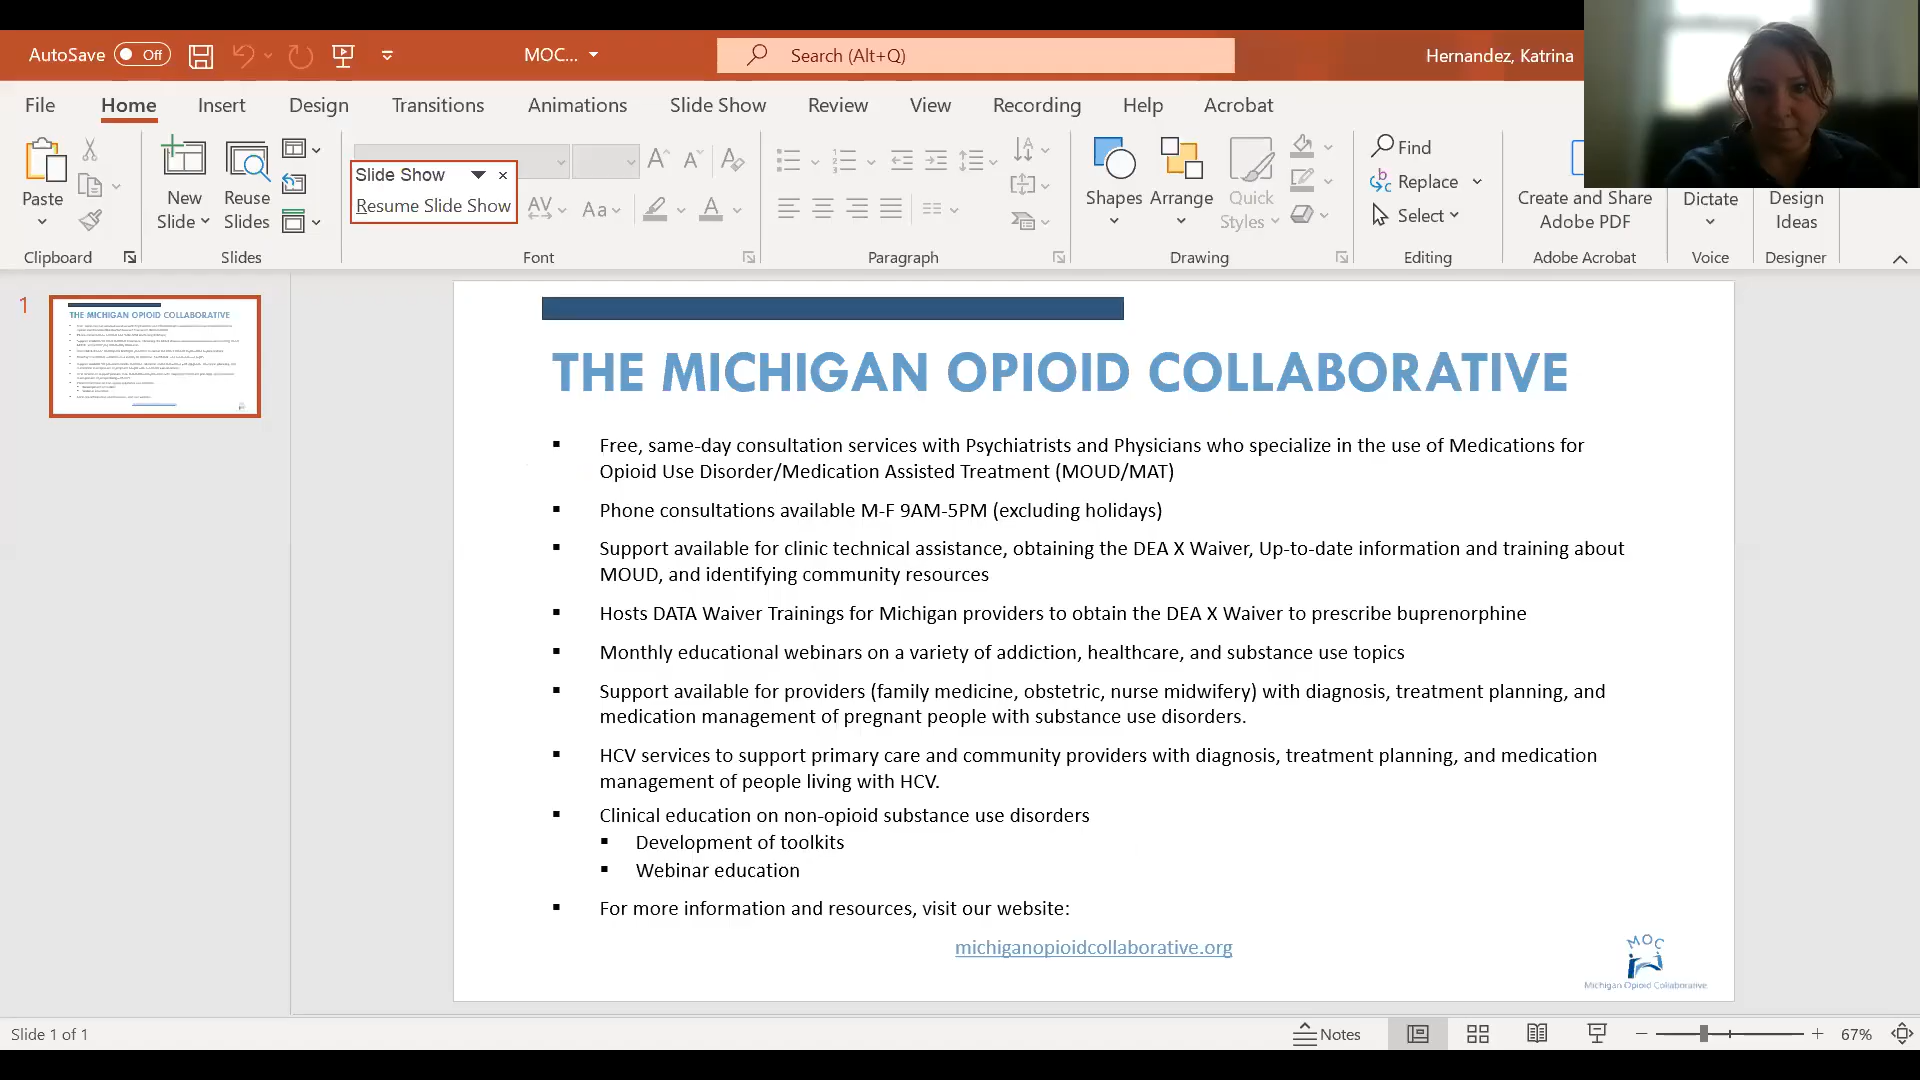 AutoSave Off MOC... Search (Alt+Q) Hernandez, Katrina
File Home Insert Design Transitions Animations Slide Show Review View Recording Help Acrobat
Paste
New Slide
Reuse Slides
Slide Show
Resume Slide Show
Shapes
Arrange
Quick Styles
Find
Replace
Select
Create and Share Adobe PDF
Dictate
Design Ideas
Clipboard Slides Font Paragraph Drawing Editing Adobe Acrobat Voice Designer
1
THE MICHIGAN OPIOID COLLABORATIVE
THE MICHIGAN OPIOID COLLABORATIVE
▪ Free, same-day consultation services with Psychiatrists and Physicians who specialize in the use of Medications for
Opioid Use Disorder/Medication Assisted Treatment (MOUD/MAT)
▪ Phone consultations available M-F 9AM-5PM (excluding holidays)
▪ Support available for clinic technical assistance, obtaining the DEA X Waiver, Up-to-date information and training about
MOUD, and identifying community resources
▪ Hosts DATA Waiver Trainings for Michigan providers to obtain the DEA X Waiver to prescribe buprenorphine
▪ Monthly educational webinars on a variety of addiction, healthcare, and substance use topics
▪ Support available for providers (family medicine, obstetric, nurse midwifery) with diagnosis, treatment planning, and
medication management of pregnant people with substance use disorders.
▪ HCV services to support primary care and community providers with diagnosis, treatment planning, and medication
management of people living with HCV.
▪ Clinical education on non-opioid substance use disorders
▪ Development of toolkits
▪ Webinar education
▪ For more information and resources, visit our website:
michiganopioidcollaborative.org
MOC
Michigan Opioid Collaborative
Slide 1 of 1 Notes 67%